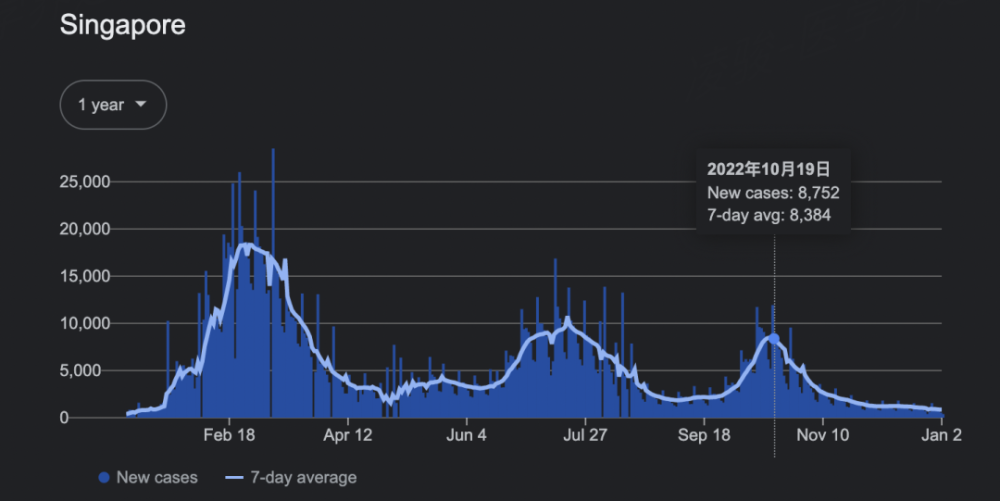 Singapore
1 year
2022年10月19日
New cases: 8,752
7-day avg: 8,384
25,000
20,000
15,000
10,000
5,000
0
Feb 18 Apr 12 Jun 4 Jul 27 Sep 18 Nov 10 Jan 2
New cases 7-day average